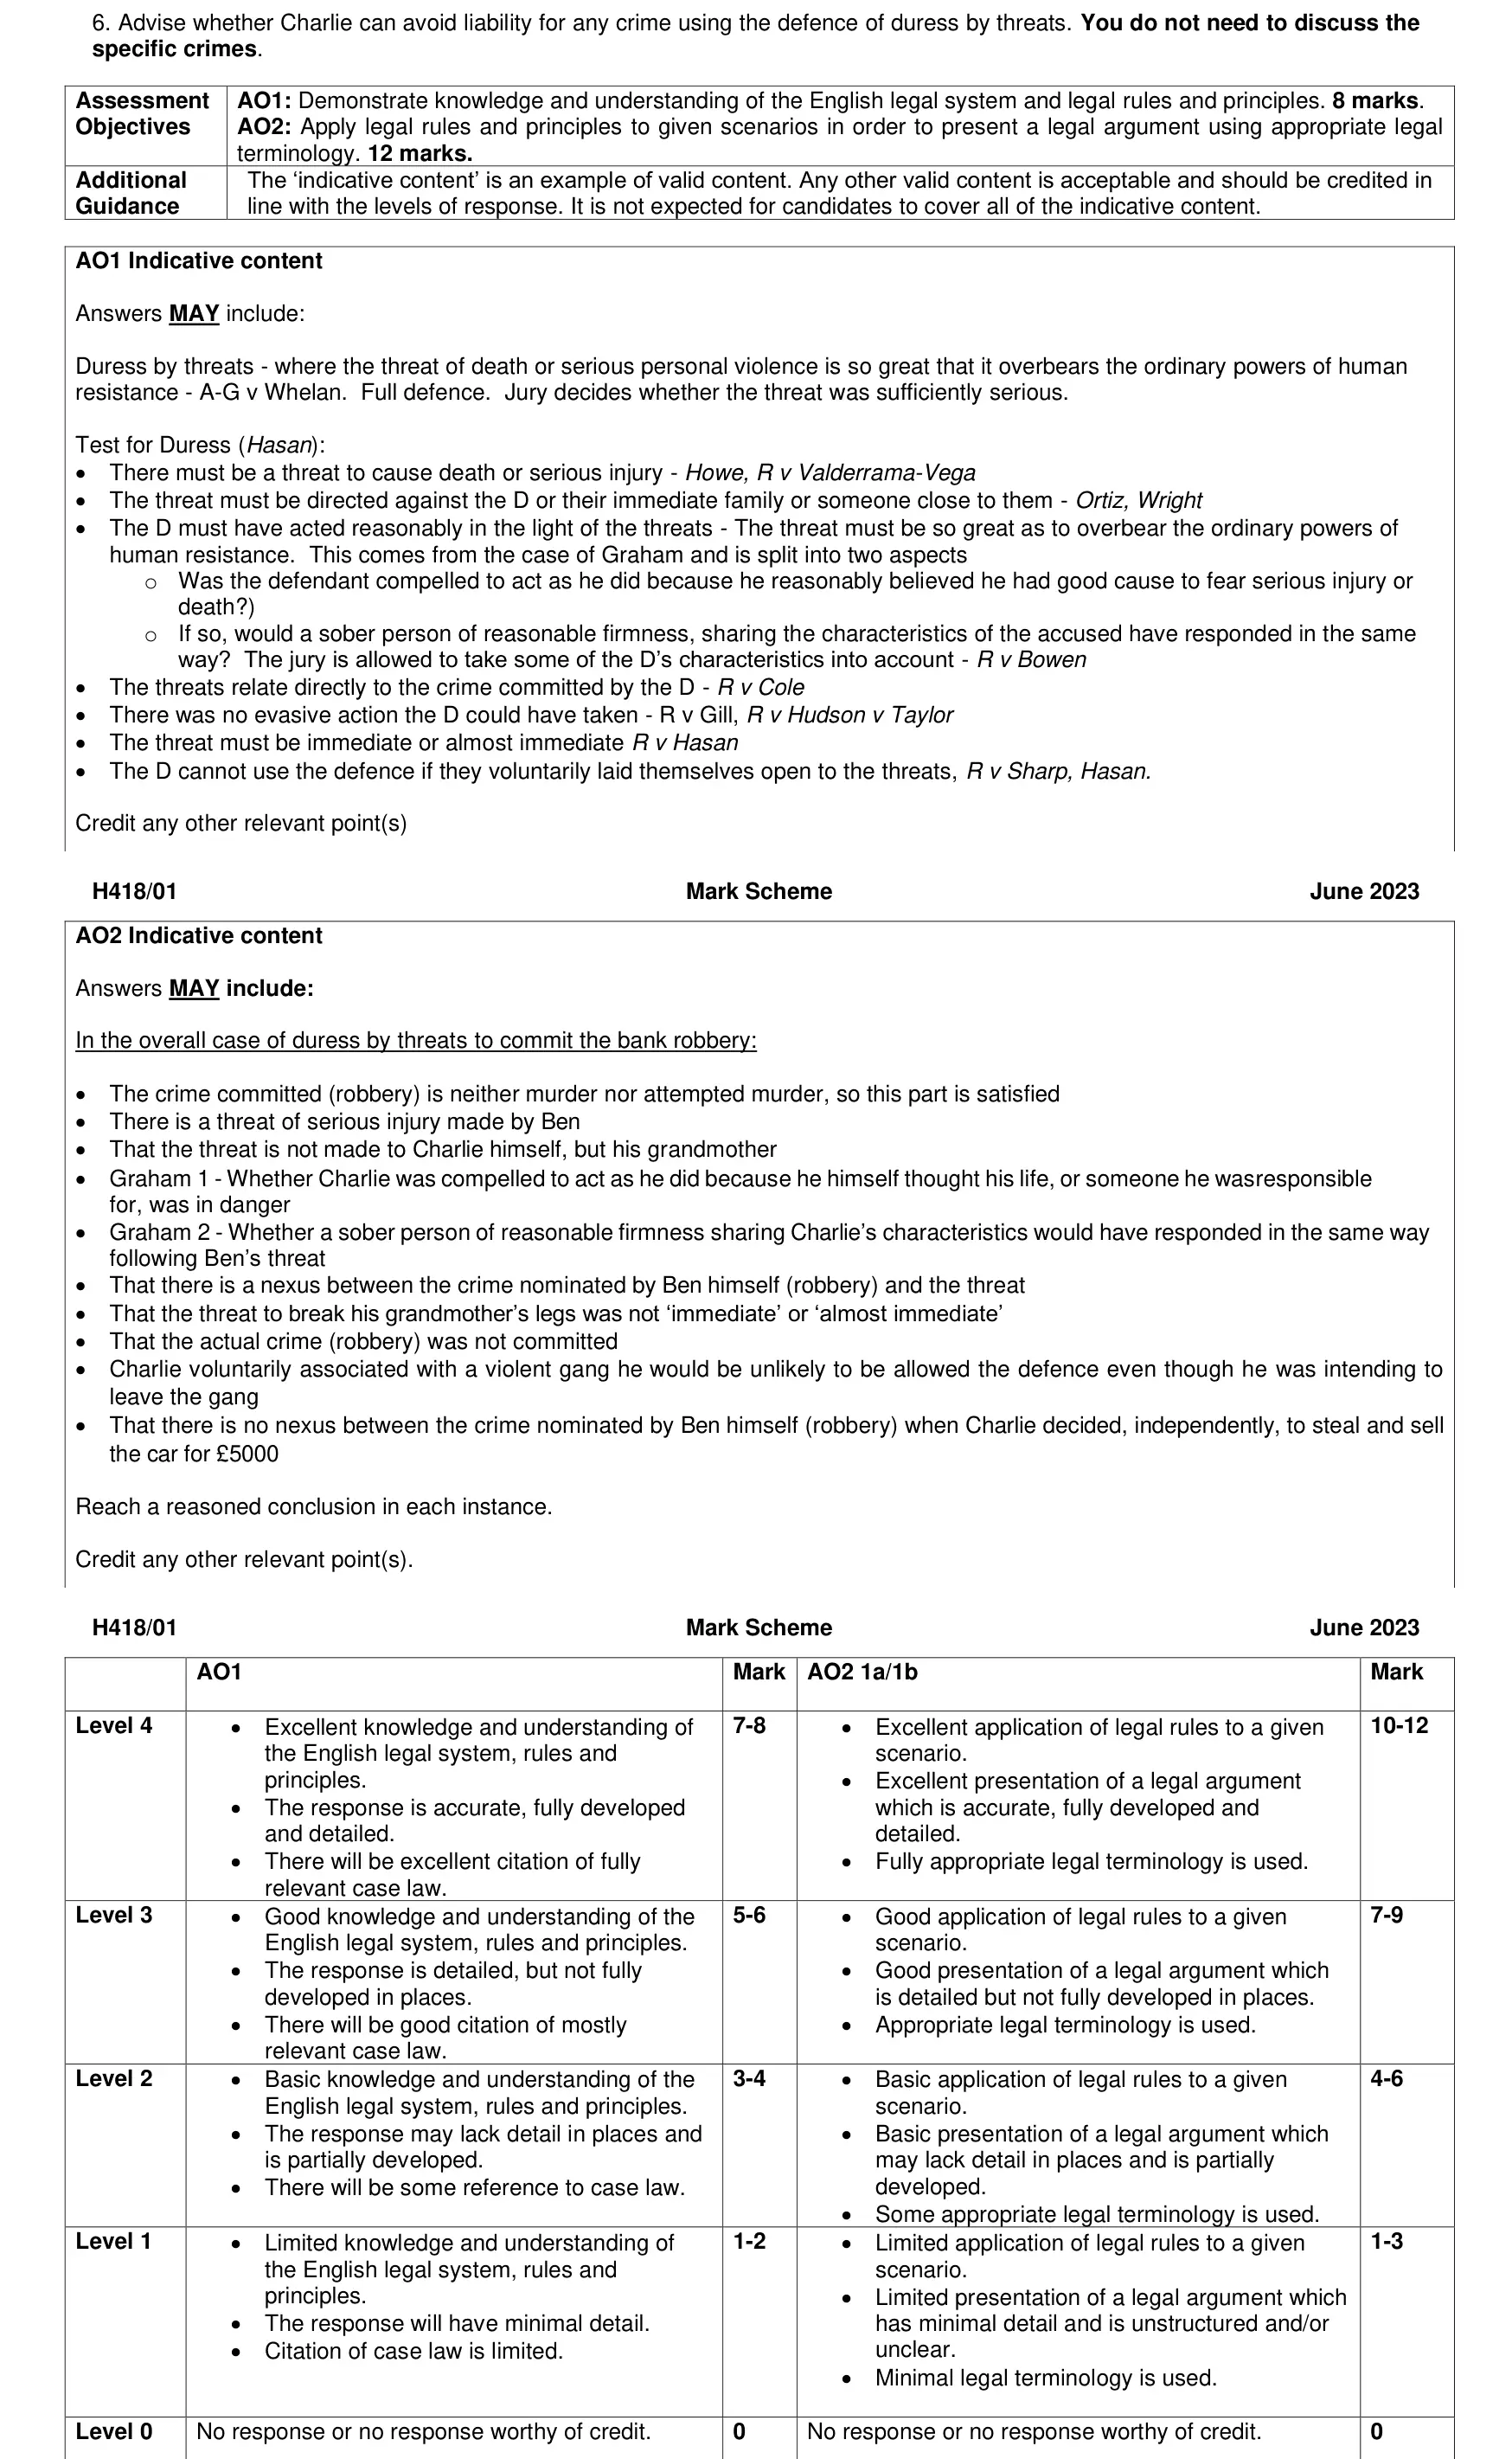 6. Advise whether Charlie can avoid liability for any crime using the defence of duress by threats. You do not need to discuss the
specific crimes.
Assessment Objectives
AO1: Demonstrate knowledge and understanding of the English legal system and legal rules and principles. 8 marks.
AO2: Apply legal rules and principles to given scenarios in order to present a legal argument using appropriate legal
terminology. 12 marks.
Additional Guidance
The ‘indicative content’ is an example of valid content. Any other valid content is acceptable and should be credited in
line with the levels of response. It is not expected for candidates to cover all of the indicative content.
AO1 Indicative content
Answers MAY include:
Duress by threats - where the threat of death or serious personal violence is so great that it overbears the ordinary powers of human
resistance - A-G v Whelan. Full defence. Jury decides whether the threat was sufficiently serious.
Test for Duress (Hasan):
• There must be a threat to cause death or serious injury - Howe, R v Valderrama-Vega
• The threat must be directed against the D or their immediate family or someone close to them - Ortiz, Wright
• The D must have acted reasonably in the light of the threats - The threat must be so great as to overbear the ordinary powers of
human resistance. This comes from the case of Graham and is split into two aspects
o Was the defendant compelled to act as he did because he reasonably believed he had good cause to fear serious injury or
death?)
o If so, would a sober person of reasonable firmness, sharing the characteristics of the accused have responded in the same
way? The jury is allowed to take some of the D’s characteristics into account - R v Bowen
• The threats relate directly to the crime committed by the D - R v Cole
• There was no evasive action the D could have taken - R v Gill, R v Hudson v Taylor
• The threat must be immediate or almost immediate R v Hasan
• The D cannot use the defence if they voluntarily laid themselves open to the threats, R v Sharp, Hasan.
Credit any other relevant point(s)
H418/01 Mark Scheme June 2023
AO2 Indicative content
Answers MAY include:
In the overall case of duress by threats to commit the bank robbery:
• The crime committed (robbery) is neither murder nor attempted murder, so this part is satisfied
• There is a threat of serious injury made by Ben
• That the threat is not made to Charlie himself, but his grandmother
• Graham 1 - Whether Charlie was compelled to act as he did because he himself thought his life, or someone he wasresponsible
for, was in danger
• Graham 2 - Whether a sober person of reasonable firmness sharing Charlie’s characteristics would have responded in the same way
following Ben’s threat
• That there is a nexus between the crime nominated by Ben himself (robbery) and the threat
• That the threat to break his grandmother’s legs was not ‘immediate’ or ‘almost immediate’
• That the actual crime (robbery) was not committed
• Charlie voluntarily associated with a violent gang he would be unlikely to be allowed the defence even though he was intending to
leave the gang
• That there is no nexus between the crime nominated by Ben himself (robbery) when Charlie decided, independently, to steal and sell
the car for £5000
Reach a reasoned conclusion in each instance.
Credit any other relevant point(s).
H418/01 Mark Scheme June 2023
AO1 Mark AO2 1a/1b Mark
Level 4
• Excellent knowledge and understanding of
the English legal system, rules and
principles.
• The response is accurate, fully developed
and detailed.
• There will be excellent citation of fully
relevant case law.
7-8
• Excellent application of legal rules to a given
scenario.
• Excellent presentation of a legal argument
which is accurate, fully developed and
detailed.
• Fully appropriate legal terminology is used.
10-12
Level 3
• Good knowledge and understanding of the
English legal system, rules and principles.
• The response is detailed, but not fully
developed in places.
• There will be good citation of mostly
relevant case law.
5-6
• Good application of legal rules to a given
scenario.
• Good presentation of a legal argument which
is detailed but not fully developed in places.
• Appropriate legal terminology is used.
7-9
Level 2
• Basic knowledge and understanding of the
English legal system, rules and principles.
• The response may lack detail in places and
is partially developed.
• There will be some reference to case law.
3-4
• Basic application of legal rules to a given
scenario.
• Basic presentation of a legal argument which
may lack detail in places and is partially
developed.
• Some appropriate legal terminology is used.
4-6
Level 1
• Limited knowledge and understanding of
the English legal system, rules and
principles.
• The response will have minimal detail.
• Citation of case law is limited.
1-2
• Limited application of legal rules to a given
scenario.
• Limited presentation of a legal argument which
has minimal detail and is unstructured and/or
unclear.
• Minimal legal terminology is used.
1-3
Level 0
No response or no response worthy of credit.
0
No response or no response worthy of credit.
0